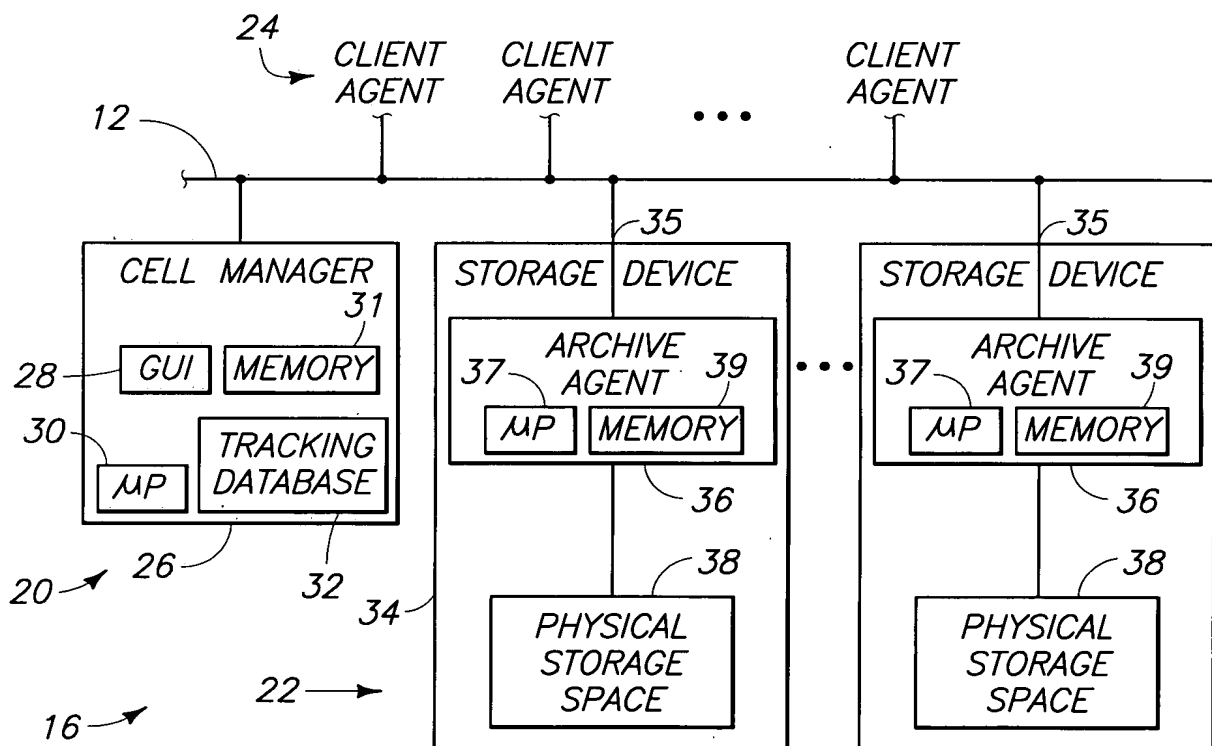 24
CLIENT AGENT
CLIENT AGENT
CLIENT AGENT
• • •
12
35
35
CELL MANAGER
31
28
GUI
MEMORY
30
μP
TRACKING
DATABASE
26
32
20
STORAGE DEVICE
ARCHIVE
AGENT
37
39
μP
MEMORY
36
38
34
PHYSICAL
STORAGE
SPACE
22
16
• • •
STORAGE DEVICE
ARCHIVE
AGENT
37
39
μP
MEMORY
36
38
PHYSICAL
STORAGE
SPACE